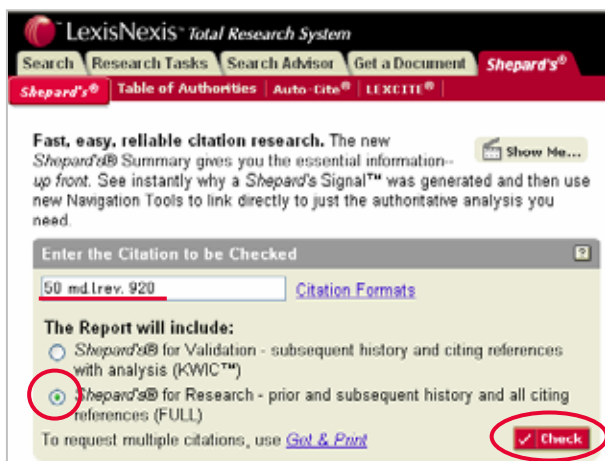 LexisNexis™ Total Research System
Search Research Tasks Search Advisor Get a Document Shepard's®
Shepard's® Table of Authorities Auto-Cite® LEXCITE®
Fast, easy, reliable citation research. The new
Shepard's® Summary gives you the essential information--
up front. See instantly why a Shepard's Signal™ was generated and then use
new Navigation Tools to link directly to just the authoritative analysis you
need.
Show Me...
Enter the Citation to be Checked ?
50 md.l.rev. 920 Citation Formats
The Report will include:
Shepard's® for Validation - subsequent history and citing references
with analysis (KWIC™)
Shepard's® for Research - prior and subsequent history and all citing
references (FULL)
To request multiple citations, use Get & Print
Check